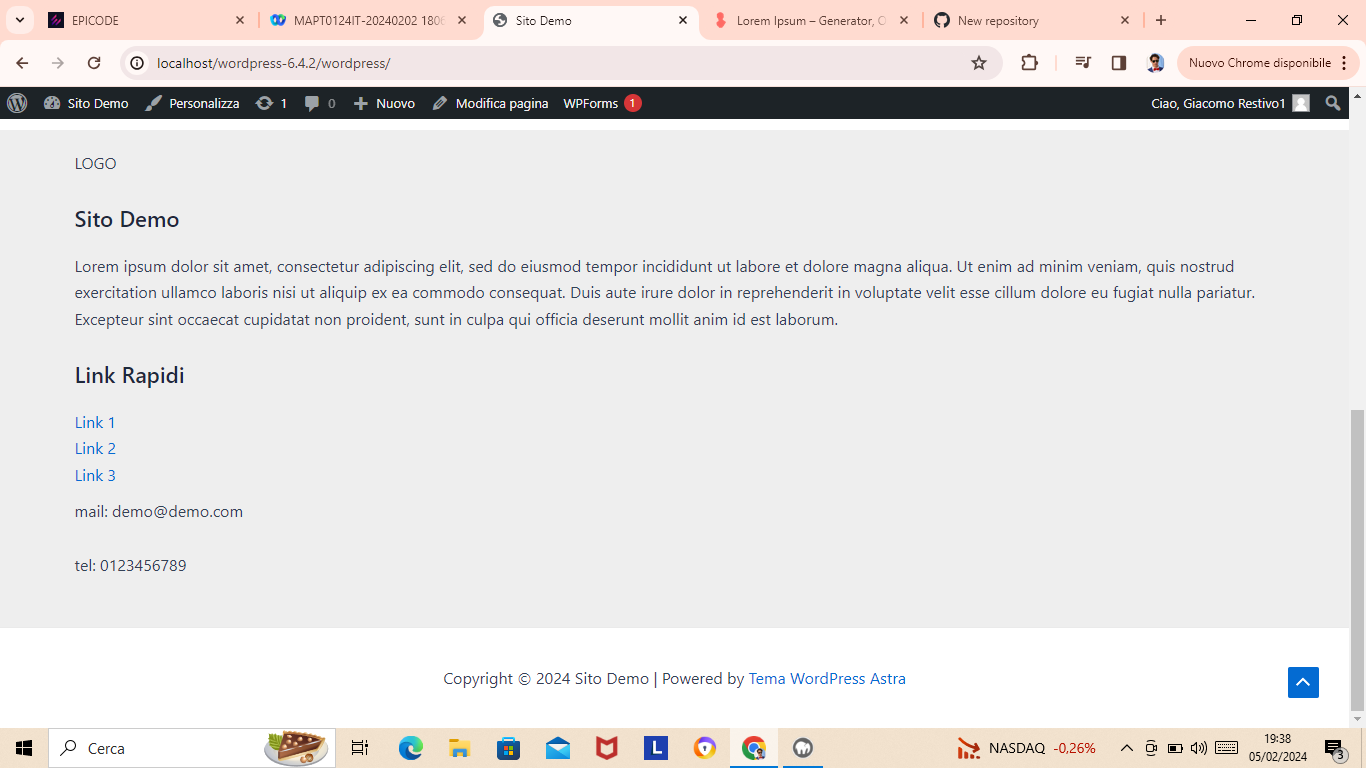 EPICODE
MAPT0124IT-20240202 1806
Sito Demo
Lorem Ipsum – Generator, O
New repository
localhost/wordpress-6.4.2/wordpress/
Nuovo Chrome disponibile
Sito Demo
Personalizza
1
0
Nuovo
Modifica pagina
WPForms 1
Ciao, Giacomo Restivo1
LOGO
Sito Demo
Lorem ipsum dolor sit amet, consectetur adipiscing elit, sed do eiusmod tempor incididunt ut labore et dolore magna aliqua. Ut enim ad minim veniam, quis nostrud
exercitation ullamco laboris nisi ut aliquip ex ea commodo consequat. Duis aute irure dolor in reprehenderit in voluptate velit esse cillum dolore eu fugiat nulla pariatur.
Excepteur sint occaecat cupidatat non proident, sunt in culpa qui officia deserunt mollit anim id est laborum.
Link Rapidi
Link 1
Link 2
Link 3
mail: demo@demo.com
tel: 0123456789
Copyright © 2024 Sito Demo | Powered by Tema WordPress Astra
Cerca
L
NASDAQ -0,26%
19:38
05/02/2024
3